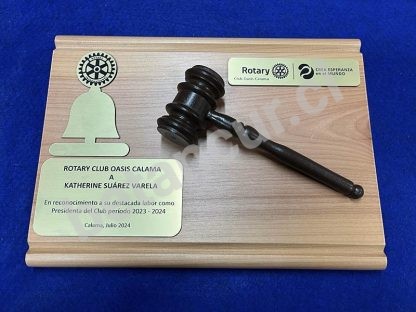 Rotary
Club Oasis Calama
CREA ESPERANZA
en el MUNDO
ROTARY CLUB OASIS CALAMA
A
KATHERINE SUÁREZ VARELA
En reconocimiento a su destacada labor como
Presidenta del Club periodo 2023 - 2024
Calama, Julio 2024